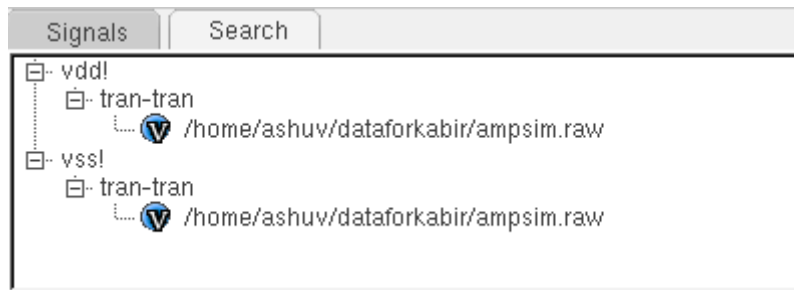 Signals Search
vdd!
tran-tran
V /home/ashuv/dataforkabir/ampsim.raw
vss!
tran-tran
V /home/ashuv/dataforkabir/ampsim.raw